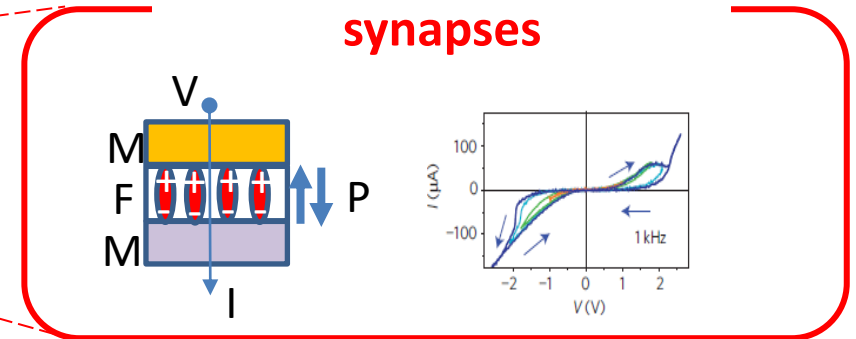 synapses
V
M
F
M
+ + + +
– – – –
P
I
I (μA)
100
0
−100
−2 −1 0 1 2
V (V)
1 kHz